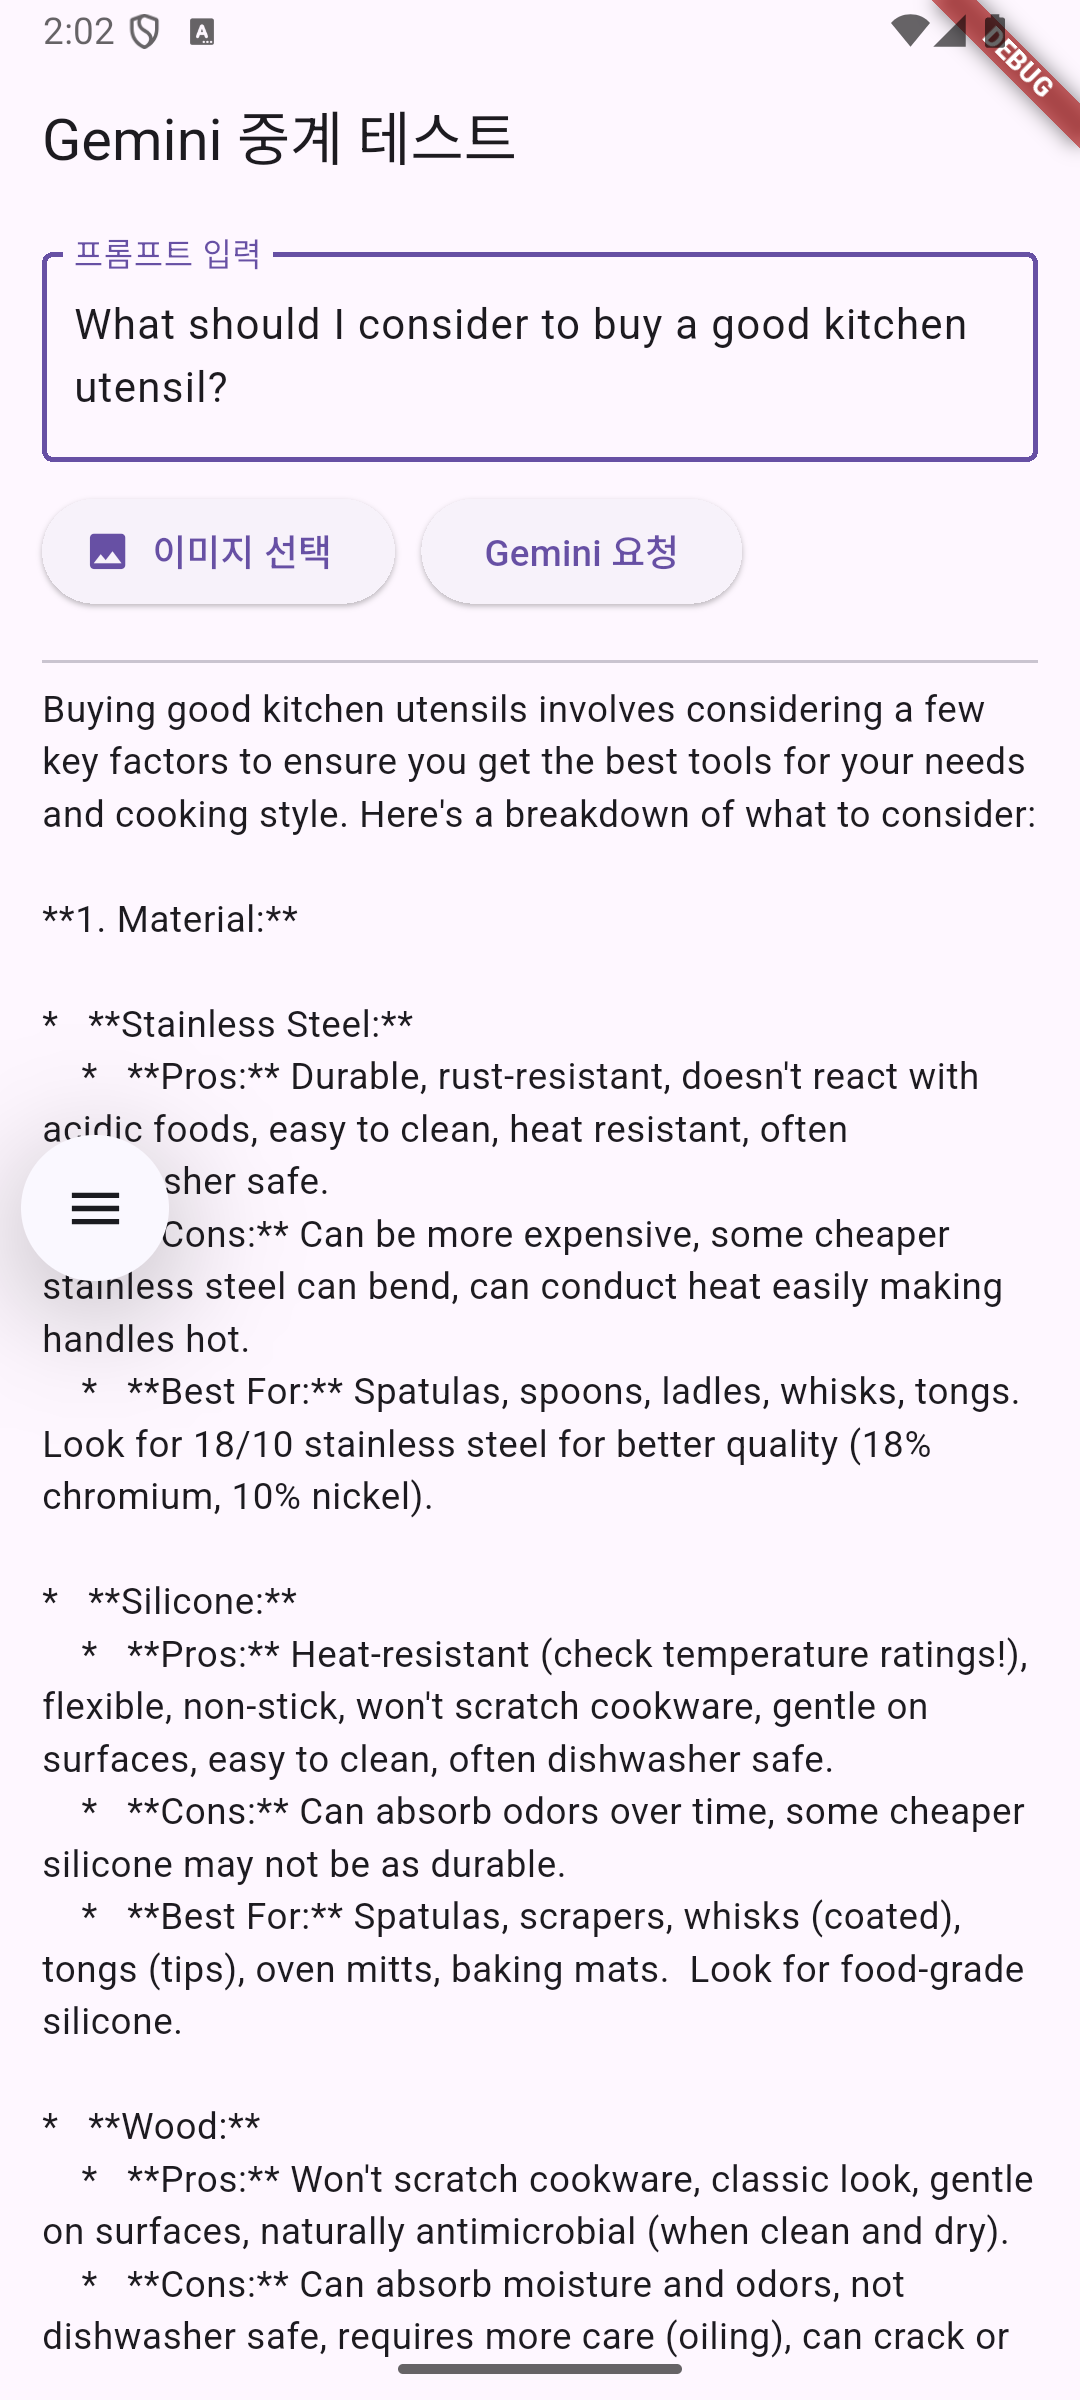 2:02
DEBUG
Gemini 중계 테스트
프롬프트 입력
What should I consider to buy a good kitchen
utensil?
이미지 선택
Gemini 요청
Buying good kitchen utensils involves considering a few
key factors to ensure you get the best tools for your needs
and cooking style. Here's a breakdown of what to consider:
**1. Material:**
*   **Stainless Steel:**
*   **Pros:** Durable, rust-resistant, doesn't react with
acidic foods, easy to clean, heat resistant, often
sher safe.
Cons:** Can be more expensive, some cheaper
stainless steel can bend, can conduct heat easily making
handles hot.
*   **Best For:** Spatulas, spoons, ladles, whisks, tongs.
Look for 18/10 stainless steel for better quality (18%
chromium, 10% nickel).
*   **Silicone:**
*   **Pros:** Heat-resistant (check temperature ratings!),
flexible, non-stick, won't scratch cookware, gentle on
surfaces, easy to clean, often dishwasher safe.
*   **Cons:** Can absorb odors over time, some cheaper
silicone may not be as durable.
*   **Best For:** Spatulas, scrapers, whisks (coated),
tongs (tips), oven mitts, baking mats.  Look for food-grade
silicone.
*   **Wood:**
*   **Pros:** Won't scratch cookware, classic look, gentle
on surfaces, naturally antimicrobial (when clean and dry).
*   **Cons:** Can absorb moisture and odors, not
dishwasher safe, requires more care (oiling), can crack or